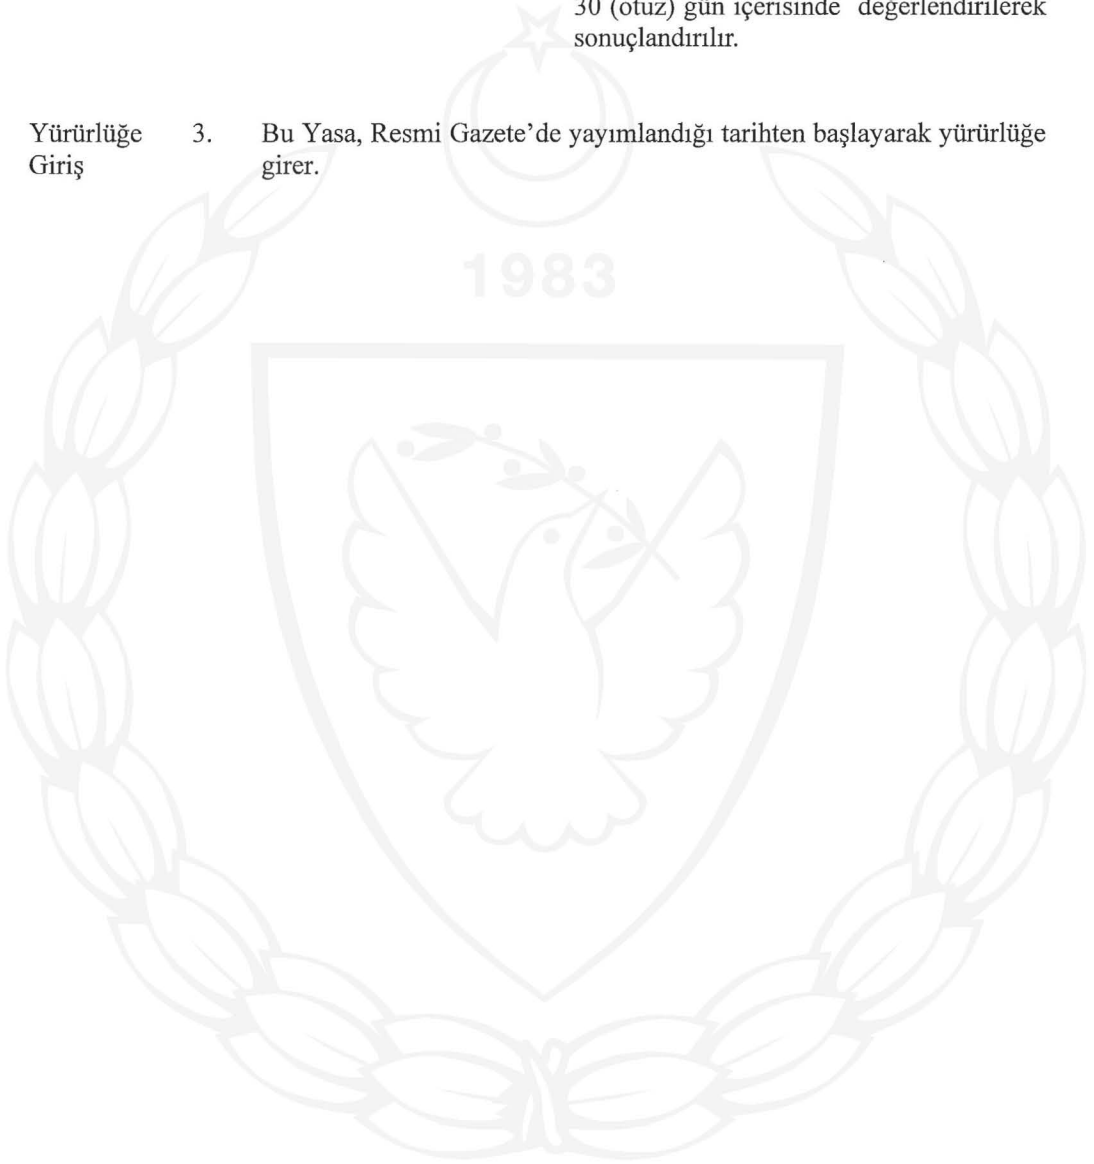 30 (otuz) gün içerisinde değerlendirilerek
sonuçlandırılır.
Yürürlüğe 3. Bu Yasa, Resmi Gazete'de yayımlandığı tarihten başlayarak yürürlüğe
Giriş girer.
1983